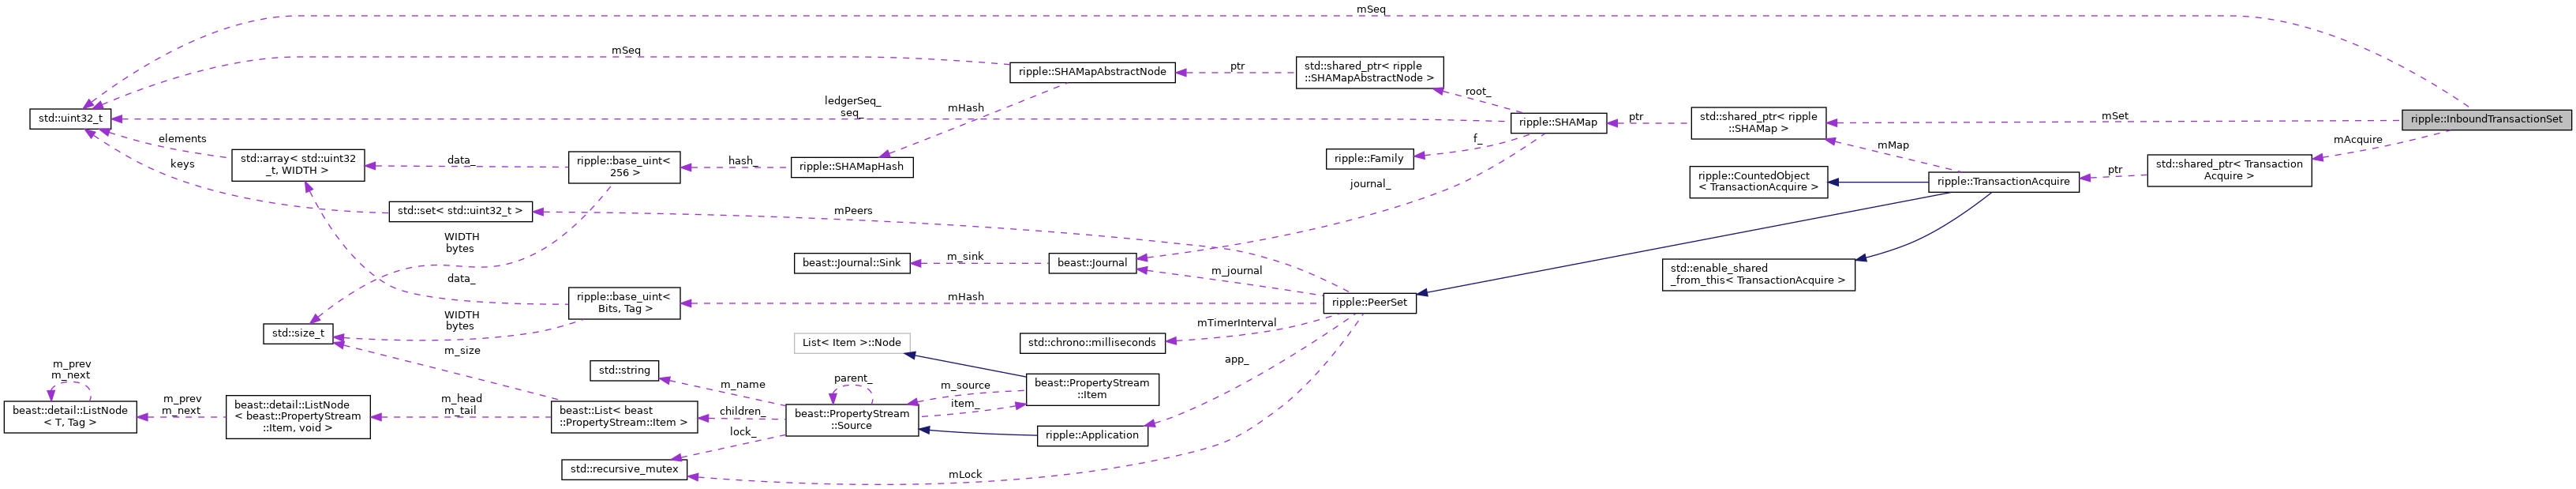 mSeq
mSeq
ripple::SHAMapAbstractNode
ptr
std::shared_ptr< ripple
::SHAMapAbstractNode >
root_
mHash
ledgerSeq_
seq_
std::uint32_t
ripple::SHAMap
ptr
std::shared_ptr< ripple
::SHAMap >
mSet
ripple::InboundTransactionSet
mAcquire
elements
keys
std::array< std::uint32
_t, WIDTH >
data_
ripple::base_uint<
256 >
hash_
ripple::SHAMapHash
f_
ripple::Family
mMap
journal_
ripple::CountedObject
< TransactionAcquire >
ripple::TransactionAcquire
ptr
std::shared_ptr< Transaction
Acquire >
std::set< std::uint32_t >
mPeers
WIDTH
bytes
beast::Journal::Sink
m_sink
beast::Journal
m_journal
std::enable_shared
_from_this< TransactionAcquire >
data_
ripple::base_uint<
Bits, Tag >
mHash
ripple::PeerSet
WIDTH
bytes
std::size_t
m_size
List< Item >::Node
std::chrono::milliseconds
mTimerInterval
app_
m_prev
m_next
std::string
m_name
parent_
m_source
item_
beast::PropertyStream
::Item
beast::detail::ListNode
< T, Tag >
m_prev
m_next
beast::detail::ListNode
< beast::PropertyStream
::Item, void >
m_head
m_tail
beast::List< beast
::PropertyStream::Item >
children_
beast::PropertyStream
::Source
ripple::Application
lock_
std::recursive_mutex
mLock